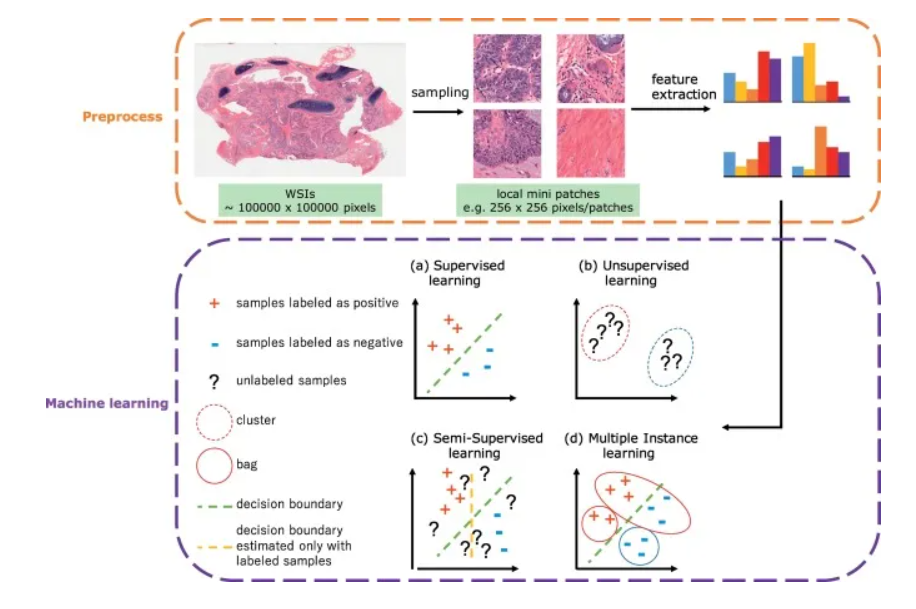 Preprocess
sampling
feature
extraction
WSIs
~ 100000 x 100000 pixels
local mini patches
e.g. 256 x 256 pixels/patches
Machine learning
+ samples labeled as positive
- samples labeled as negative
? unlabeled samples
cluster
bag
decision boundary
decision boundary
estimated only with
labeled samples
(a) Supervised
learning
+
+
+ +
-
-
-
(b) Unsupervised
learning
?
? ?
?
?
? ?
(c) Semi-Supervised
learning
+ ? ?
+
+
+ ?
? -
? -
? ? -
(d) Multiple Instance
learning
+
+ + -
-
+ + -
- -
-